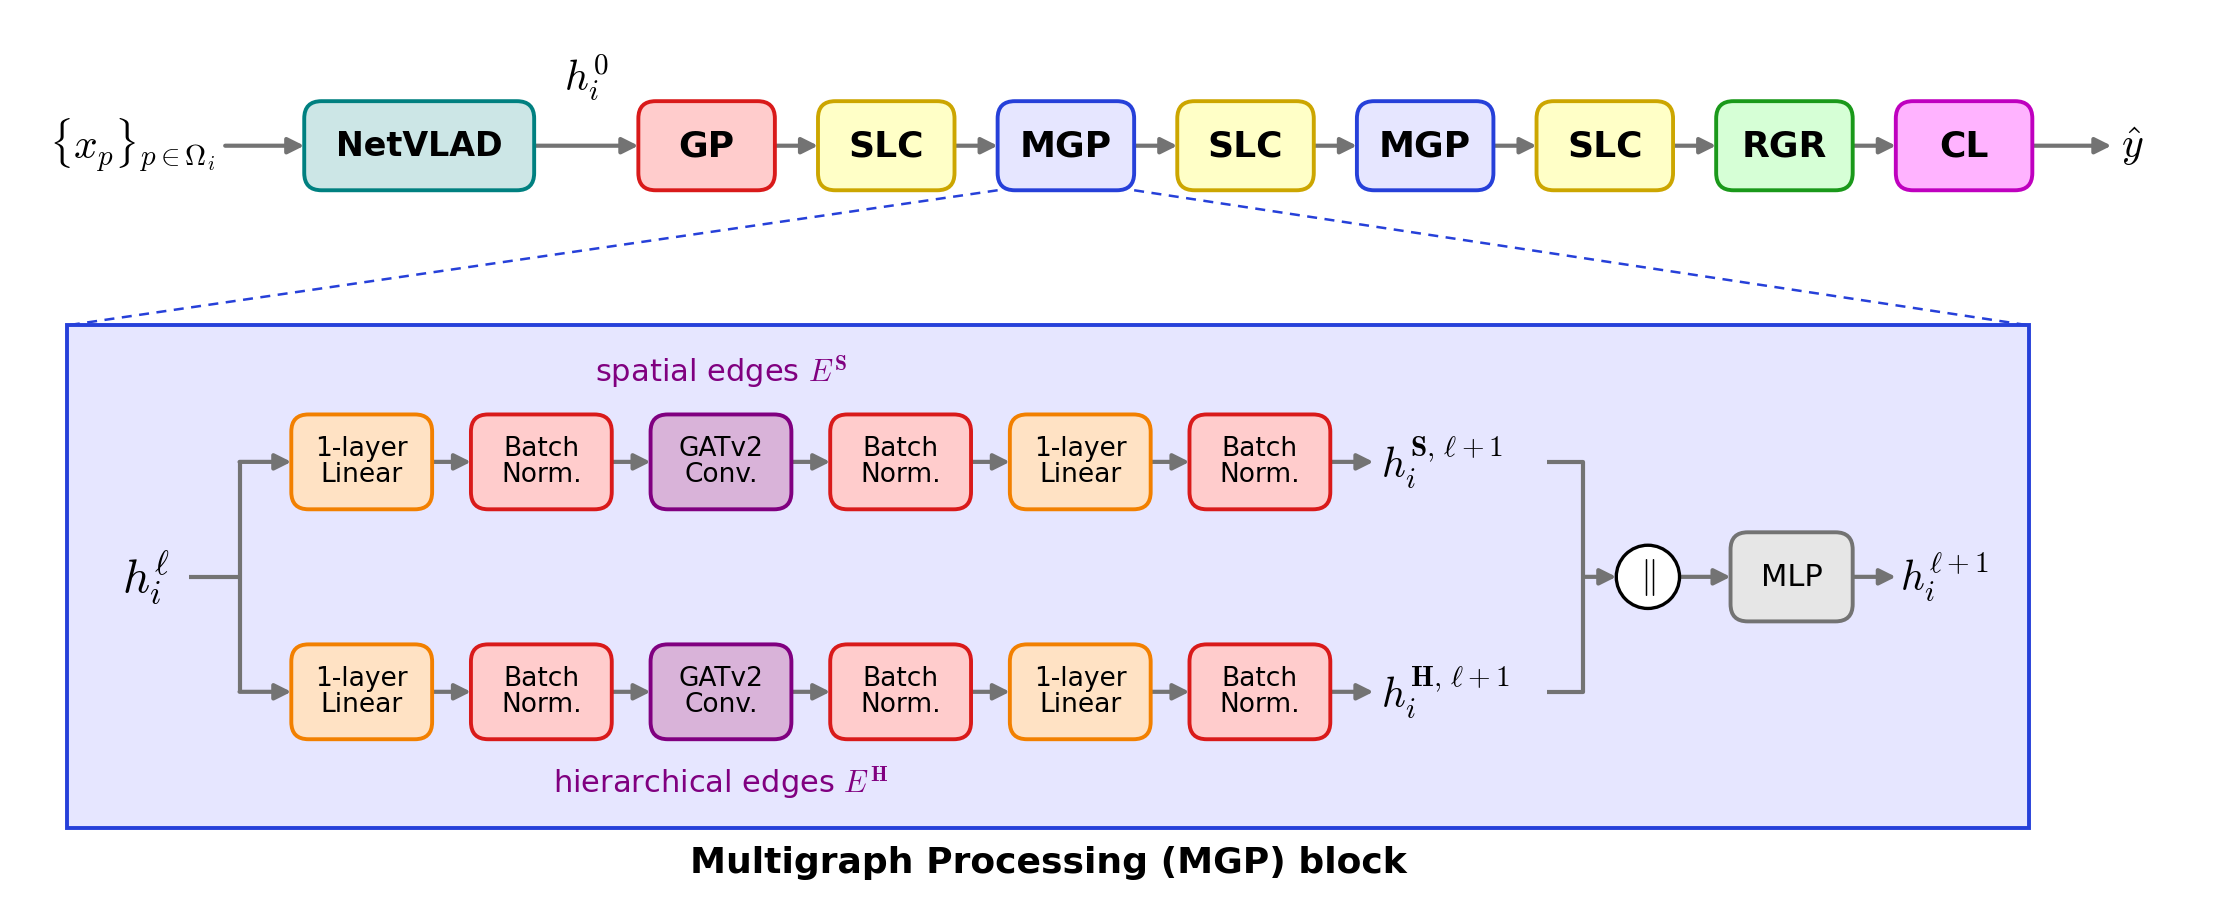 {x_p}_{p ∈ Ω_i} NetVLAD h_i^0 GP SLC MGP SLC MGP SLC RGR CL ŷ
spatial edges E^S
1-layer Linear Batch Norm. GATv2 Conv. Batch Norm. 1-layer Linear Batch Norm. h_i^{S, ℓ+1}
h_i^ℓ || MLP h_i^{ℓ+1}
1-layer Linear Batch Norm. GATv2 Conv. Batch Norm. 1-layer Linear Batch Norm. h_i^{H, ℓ+1}
hierarchical edges E^H
Multigraph Processing (MGP) block